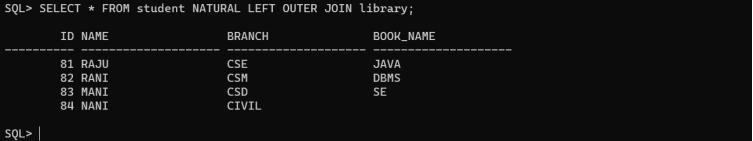 SQL> SELECT * FROM student NATURAL LEFT OUTER JOIN library;
        ID NAME                 BRANCH               BOOK_NAME
---------- -------------------- -------------------- --------------------
        81 RAJU                 CSE                  JAVA
        82 RANI                 CSM                  DBMS
        83 MANI                 CSD                  SE
        84 NANI                 CIVIL
SQL>